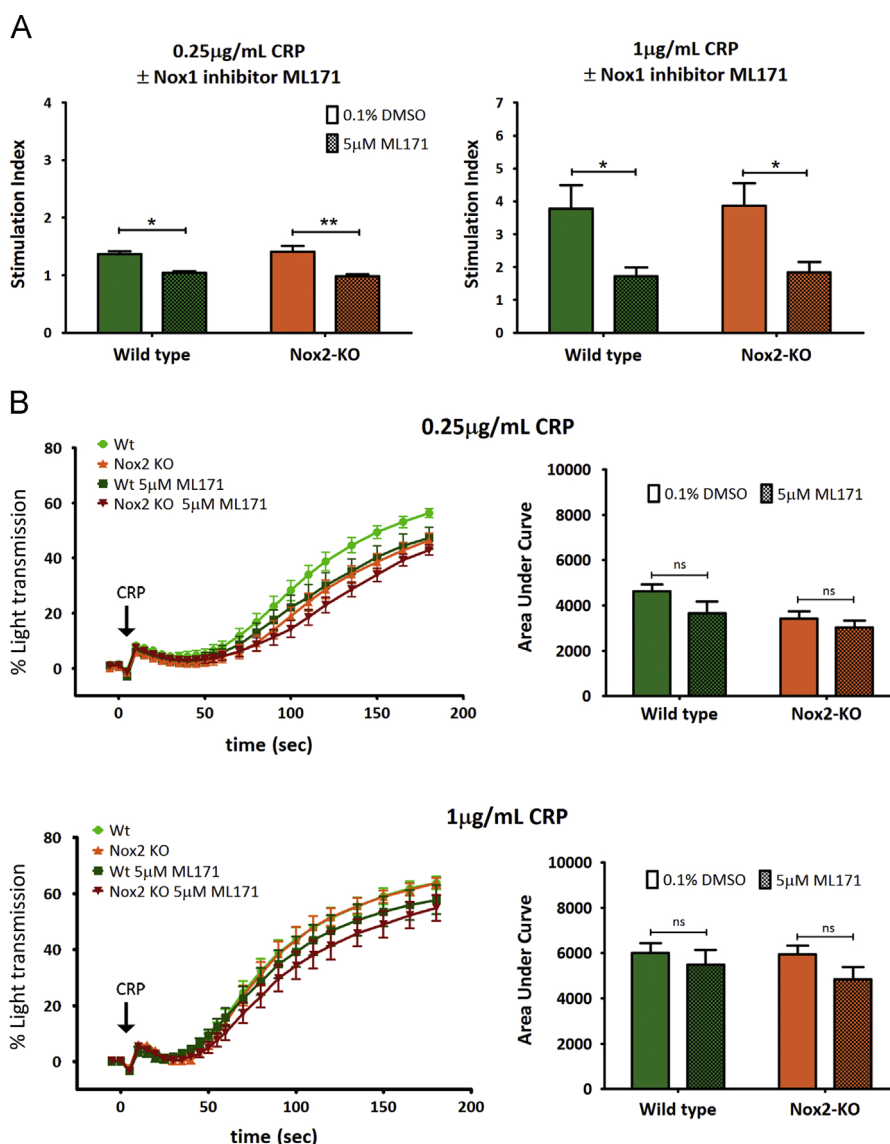 A
0.25µg/mL CRP
± Nox1 inhibitor ML171
Stimulation Index
4
3
2
1
0
0.1% DMSO
5µM ML171
*
**
Wild type
Nox2-KO
1µg/mL CRP
± Nox1 inhibitor ML171
Stimulation Index
7
6
5
4
3
2
1
0
*
*
Wild type
Nox2-KO
B
0.25µg/mL CRP
% Light transmission
80
60
40
20
0
Wt
Nox2 KO
Wt 5µM ML171
Nox2 KO 5µM ML171
CRP
0
50
100
150
200
time (sec)
Area Under Curve
10000
8000
6000
4000
2000
0
0.1% DMSO
5µM ML171
ns
ns
Wild type
Nox2-KO
1µg/mL CRP
% Light transmission
80
60
40
20
0
Wt
Nox2 KO
Wt 5µM ML171
Nox2 KO 5µM ML171
CRP
0
50
100
150
200
time (sec)
Area Under Curve
10000
8000
6000
4000
2000
0
0.1% DMSO
5µM ML171
ns
ns
Wild type
Nox2-KO